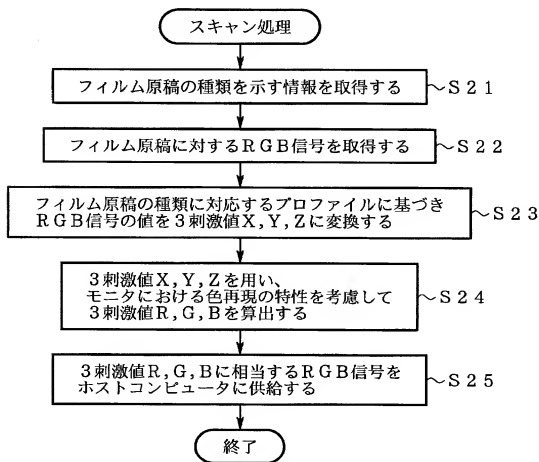 スキャン処理
フィルム原稿の種類を示す情報を取得する
S21
フィルム原稿に対するRGB信号を取得する
S22
フィルム原稿の種類に対応するプロファイルに基づき
RGB信号の値を3刺激値X,Y,Zに変換する
S23
3刺激値X,Y,Zを用い、
モニタにおける色再現の特性を考慮して
3刺激値R,G,Bを算出する
S24
3刺激値R,G,Bに相当するRGB信号を
ホストコンピュータに供給する
S25
終了